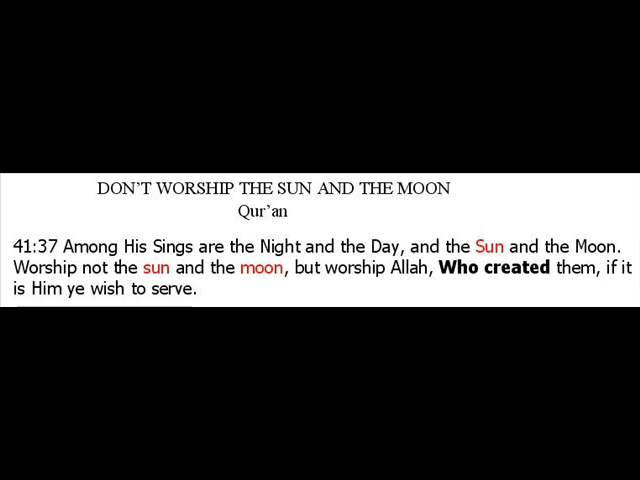 DON'T WORSHIP THE SUN AND THE MOON
Qur'an
41:37 Among His Sings are the Night and the Day, and the Sun and the Moon.
Worship not the sun and the moon, but worship Allah, Who created them, if it
is Him ye wish to serve.